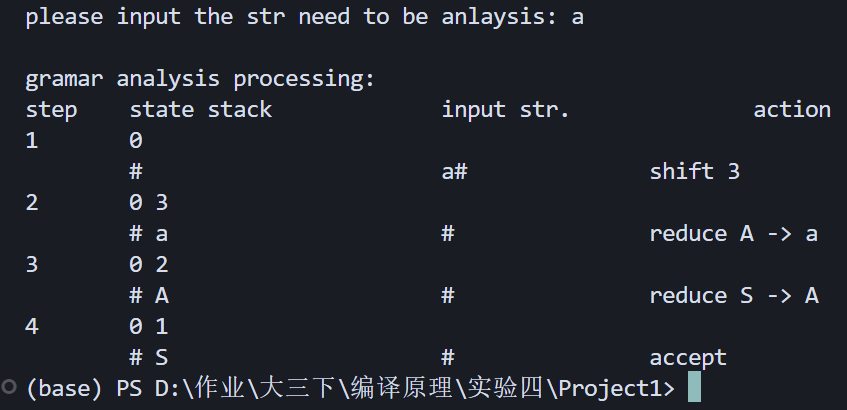 please input the str need to be anlaysis: a
gramar analysis processing:
step    state stack             input str.              action
1       0
        #                       a#              shift 3
2       0 3
        # a                     #               reduce A -> a
3       0 2
        # A                     #               reduce S -> A
4       0 1
        # S                     #               accept
(base) PS D:\作业\大三下\编译原理\实验四\Project1>